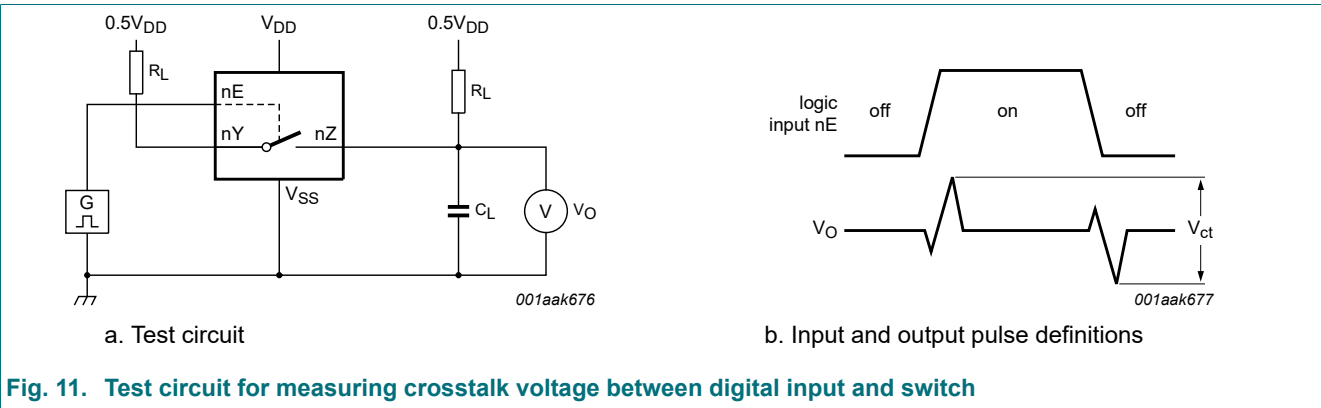 0.5VDD
VDD
0.5VDD
RL
RL
nE
nY
nZ
VSS
G
CL
V
VO
001aak676
a. Test circuit
logic
input nE
off
on
off
VO
Vct
001aak677
b. Input and output pulse definitions
Fig. 11. Test circuit for measuring crosstalk voltage between digital input and switch